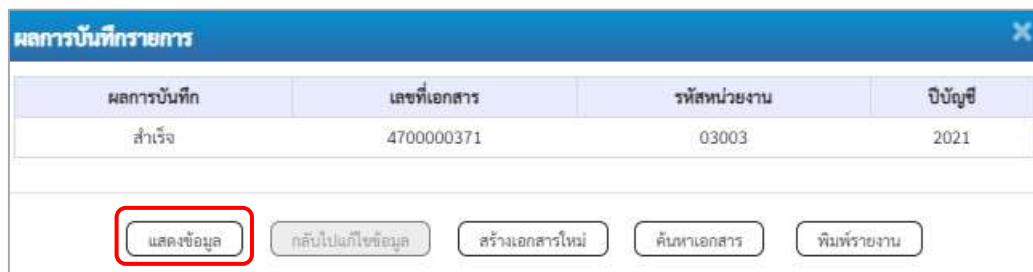 ผลการบันทึกรายการ
ผลการบันทึก เลขที่เอกสาร รหัสหน่วยงาน ปีบัญชี
สำเร็จ 4700000371 03003 2021
แสดงข้อมูล กลับไปแก้ไขข้อมูล สร้างเอกสารใหม่ ค้นหาเอกสาร พิมพ์รายงาน